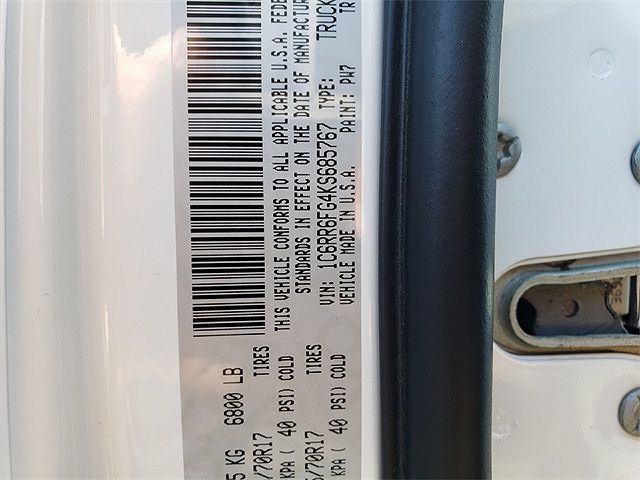 5 KG 6800 LB
/70R17 TIRES
KPA ( 40 PSI) COLD
/70R17 TIRES
KPA ( 40 PSI) COLD
THIS VEHICLE CONFORMS TO ALL APPLICABLE U.S.A. FEDE
STANDARDS IN EFFECT ON THE DATE OF MANUFACTUR
VIN: 1C6RR6FG4KS685767 TYPE: TRUCK
VEHICLE MADE IN U.S.A. PAINT: PW7 TR